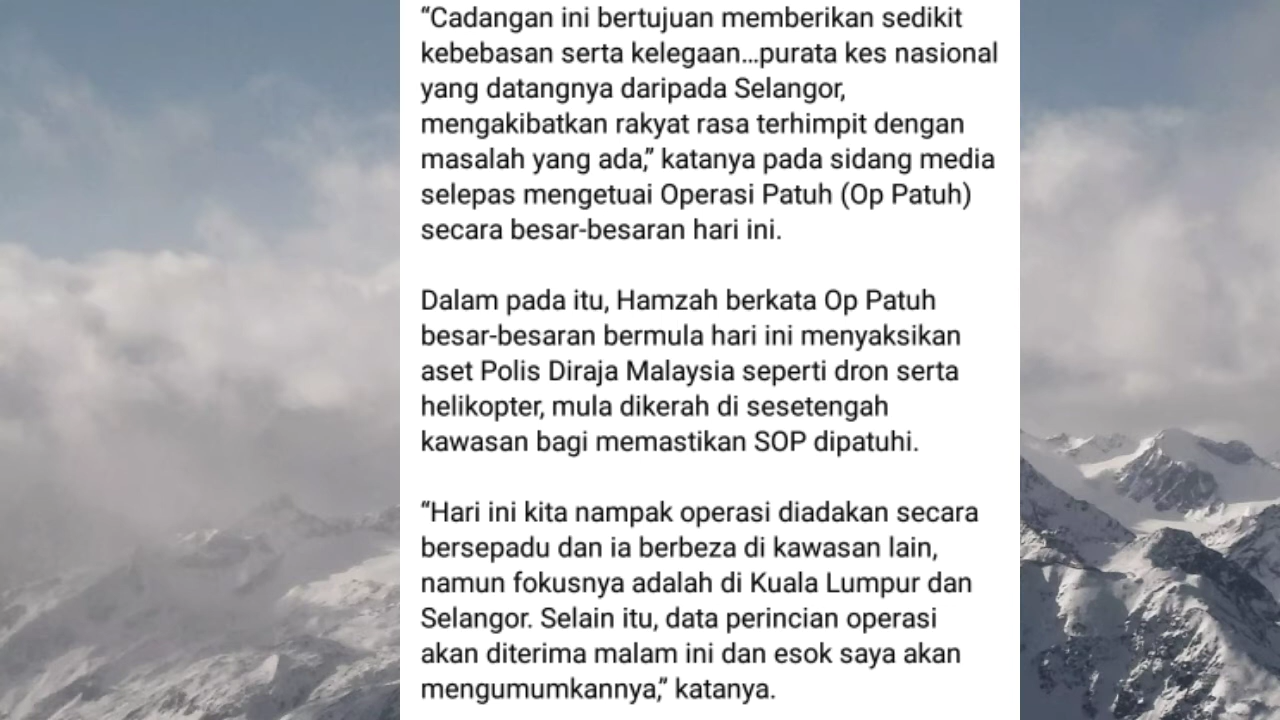 “Cadangan ini bertujuan memberikan sedikit
kebebasan serta kelegaan...purata kes nasional
yang datangnya daripada Selangor,
mengakibatkan rakyat rasa terhimpit dengan
masalah yang ada,” katanya pada sidang media
selepas mengetuai Operasi Patuh (Op Patuh)
secara besar-besaran hari ini.
Dalam pada itu, Hamzah berkata Op Patuh
besar-besaran bermula hari ini menyaksikan
aset Polis Diraja Malaysia seperti dron serta
helikopter, mula dikerah di sesetengah
kawasan bagi memastikan SOP dipatuhi.
“Hari ini kita nampak operasi diadakan secara
bersepadu dan ia berbeza di kawasan lain,
namun fokusnya adalah di Kuala Lumpur dan
Selangor. Selain itu, data perincian operasi
akan diterima malam ini dan esok saya akan
mengumumkannya,” katanya.